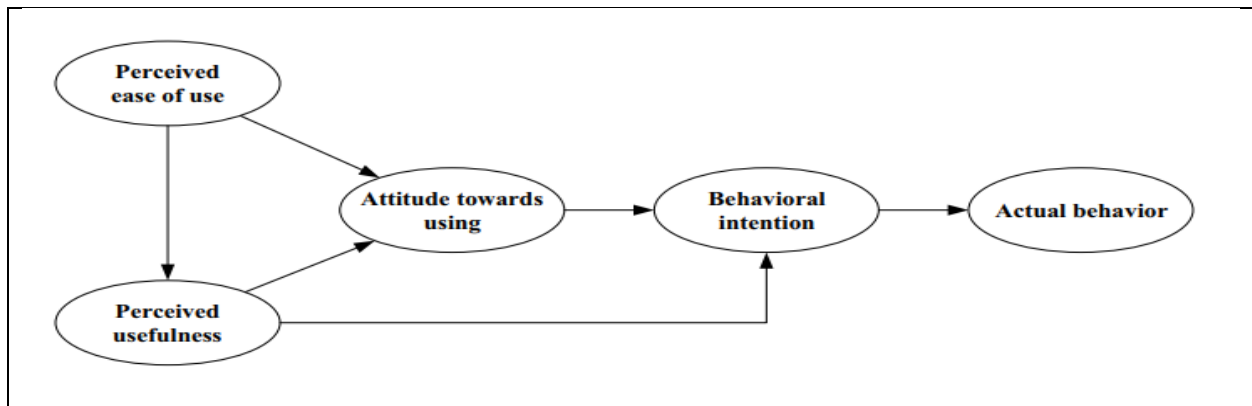 Perceived
ease of use
Attitude towards
using
Behavioral
intention
Actual behavior
Perceived
usefulness